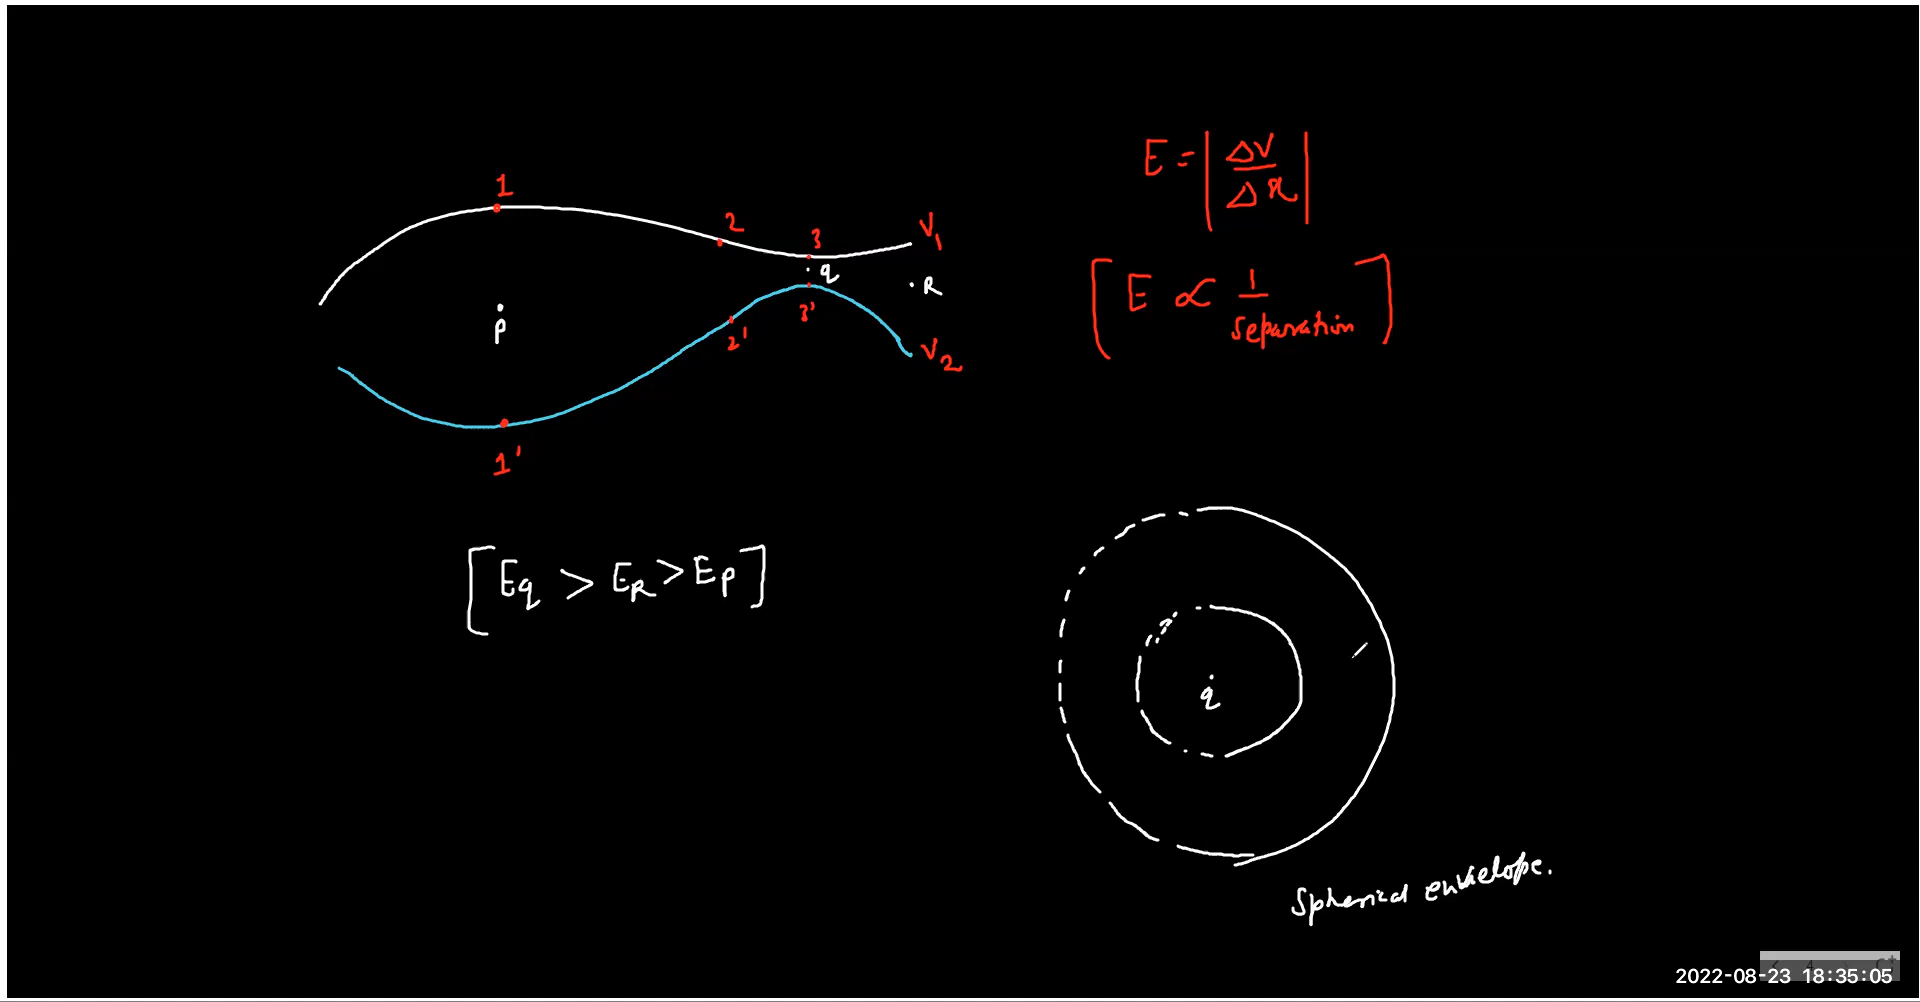 1
2
3
V₁
q
R
p
3'
2'
V₂
1'
E = |ΔV/Δx|
[E ∝ 1/separation]
[Eq > ER > Ep]
q
Spherical envelope.
2022-08-23 18:35:05